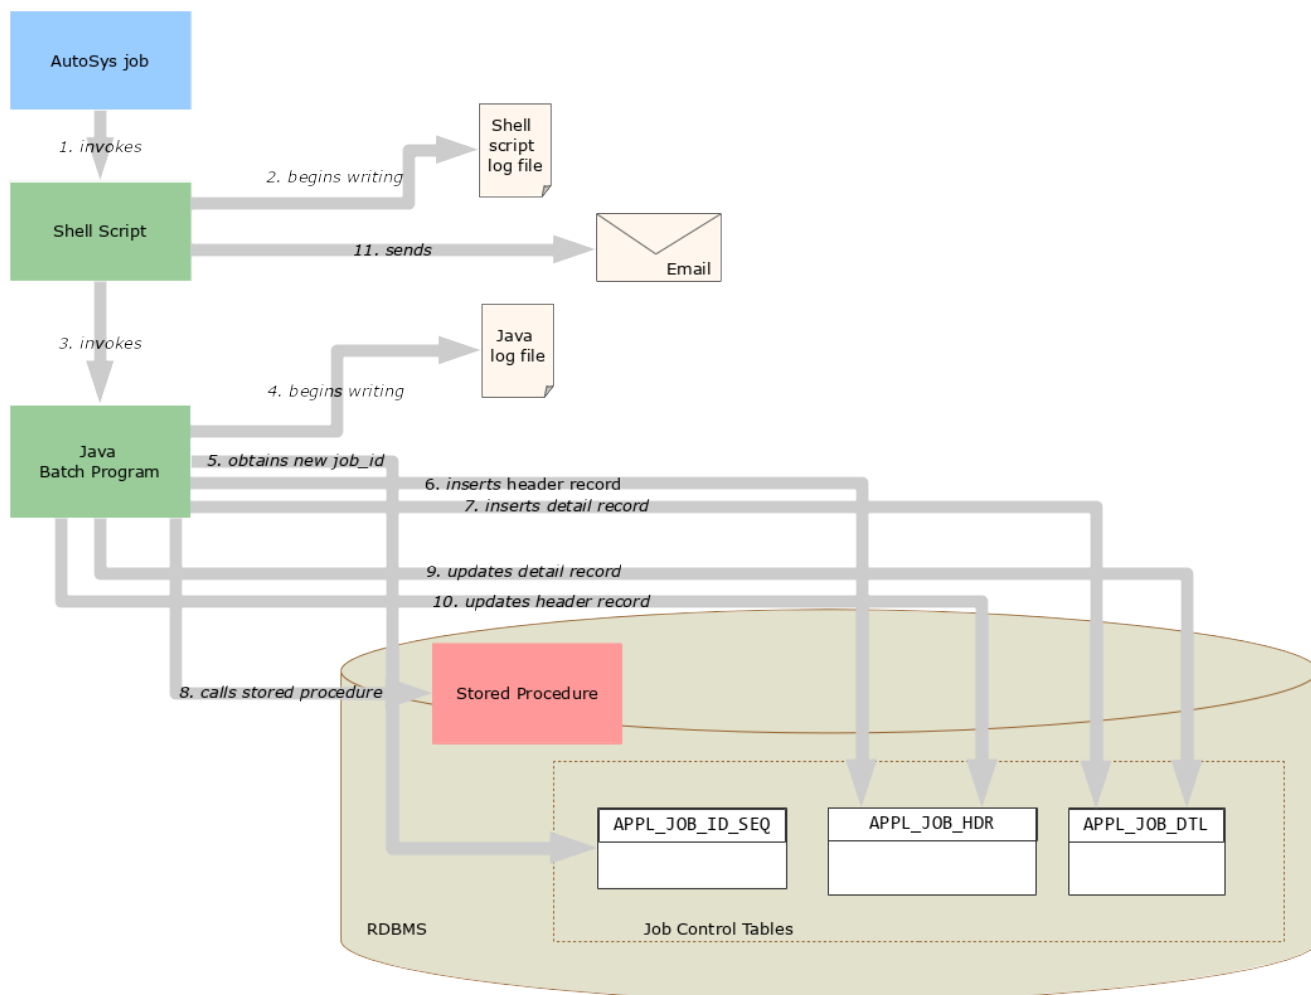 AutoSys job
1. invokes
Shell
script
log file
2. begins writing
Shell Script
11. sends
Email
3. invokes
Java
log file
4. begins writing
Java
Batch Program
5. obtains new job_id
6. inserts header record
7. inserts detail record
9. updates detail record
10. updates header record
8. calls stored procedure
Stored Procedure
APPL_JOB_ID_SEQ
APPL_JOB_HDR
APPL_JOB_DTL
RDBMS
Job Control Tables